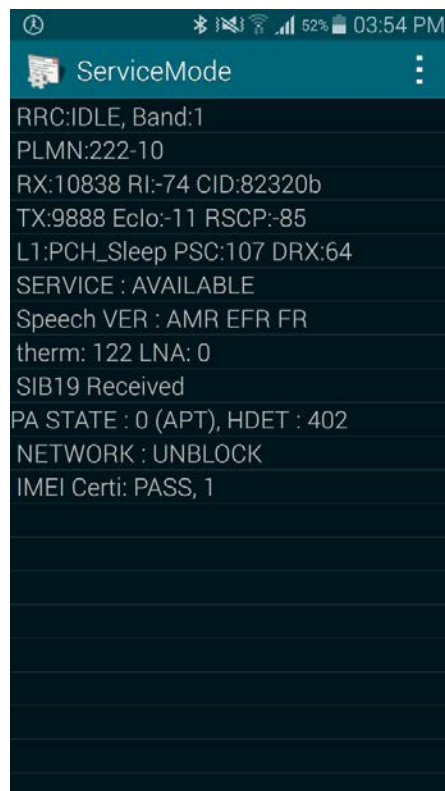 52% 03:54 PM
ServiceMode
RRC:IDLE, Band:1
PLMN:222-10
RX:10838 RI:-74 CID:82320b
TX:9888 Eclo:-11 RSCP:-85
L1:PCH_Sleep PSC:107 DRX:64
SERVICE : AVAILABLE
Speech VER : AMR EFR FR
therm: 122 LNA: 0
SIB19 Received
PA STATE : 0 (APT), HDET : 402
NETWORK : UNBLOCK
IMEI Certi: PASS, 1